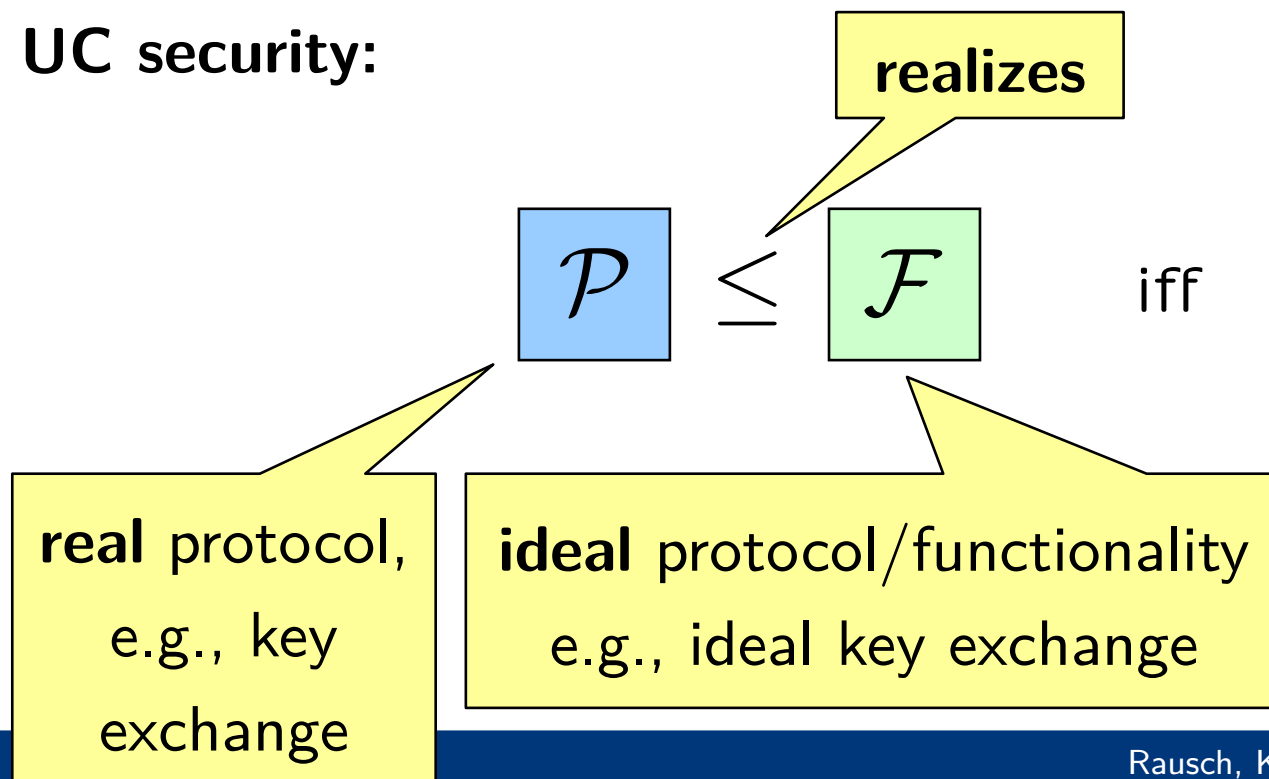 UC security:
realizes
𝒫 ≤ ℱ iff
real protocol,
e.g., key
exchange
ideal protocol/functionality
e.g., ideal key exchange
Rausch, K